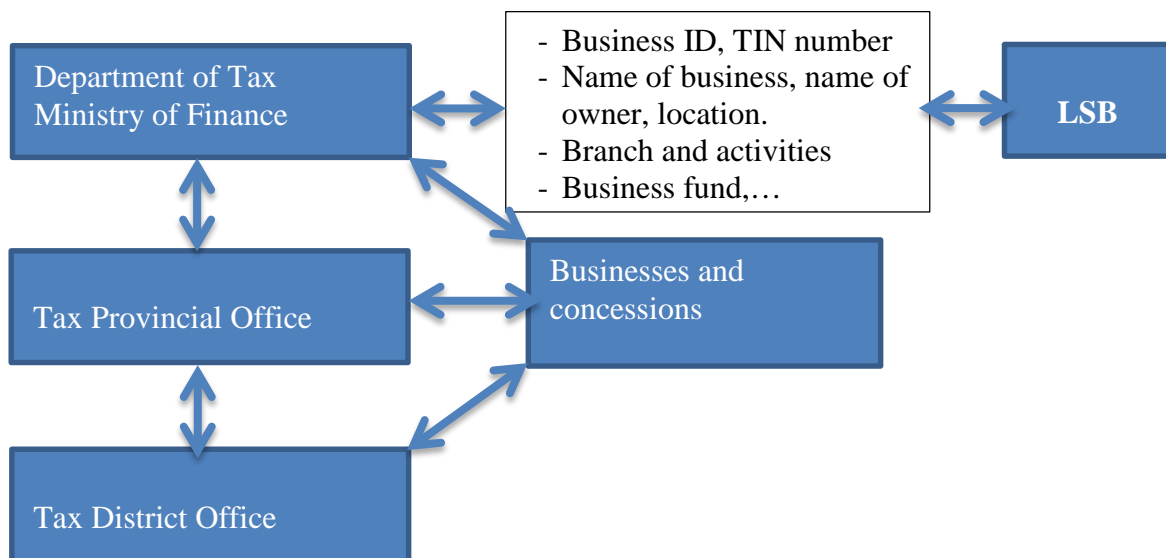 Department of Tax
Ministry of Finance
- Business ID, TIN number
- Name of business, name of
owner, location.
- Branch and activities
- Business fund,…
LSB
Businesses and
concessions
Tax Provincial Office
Tax District Office